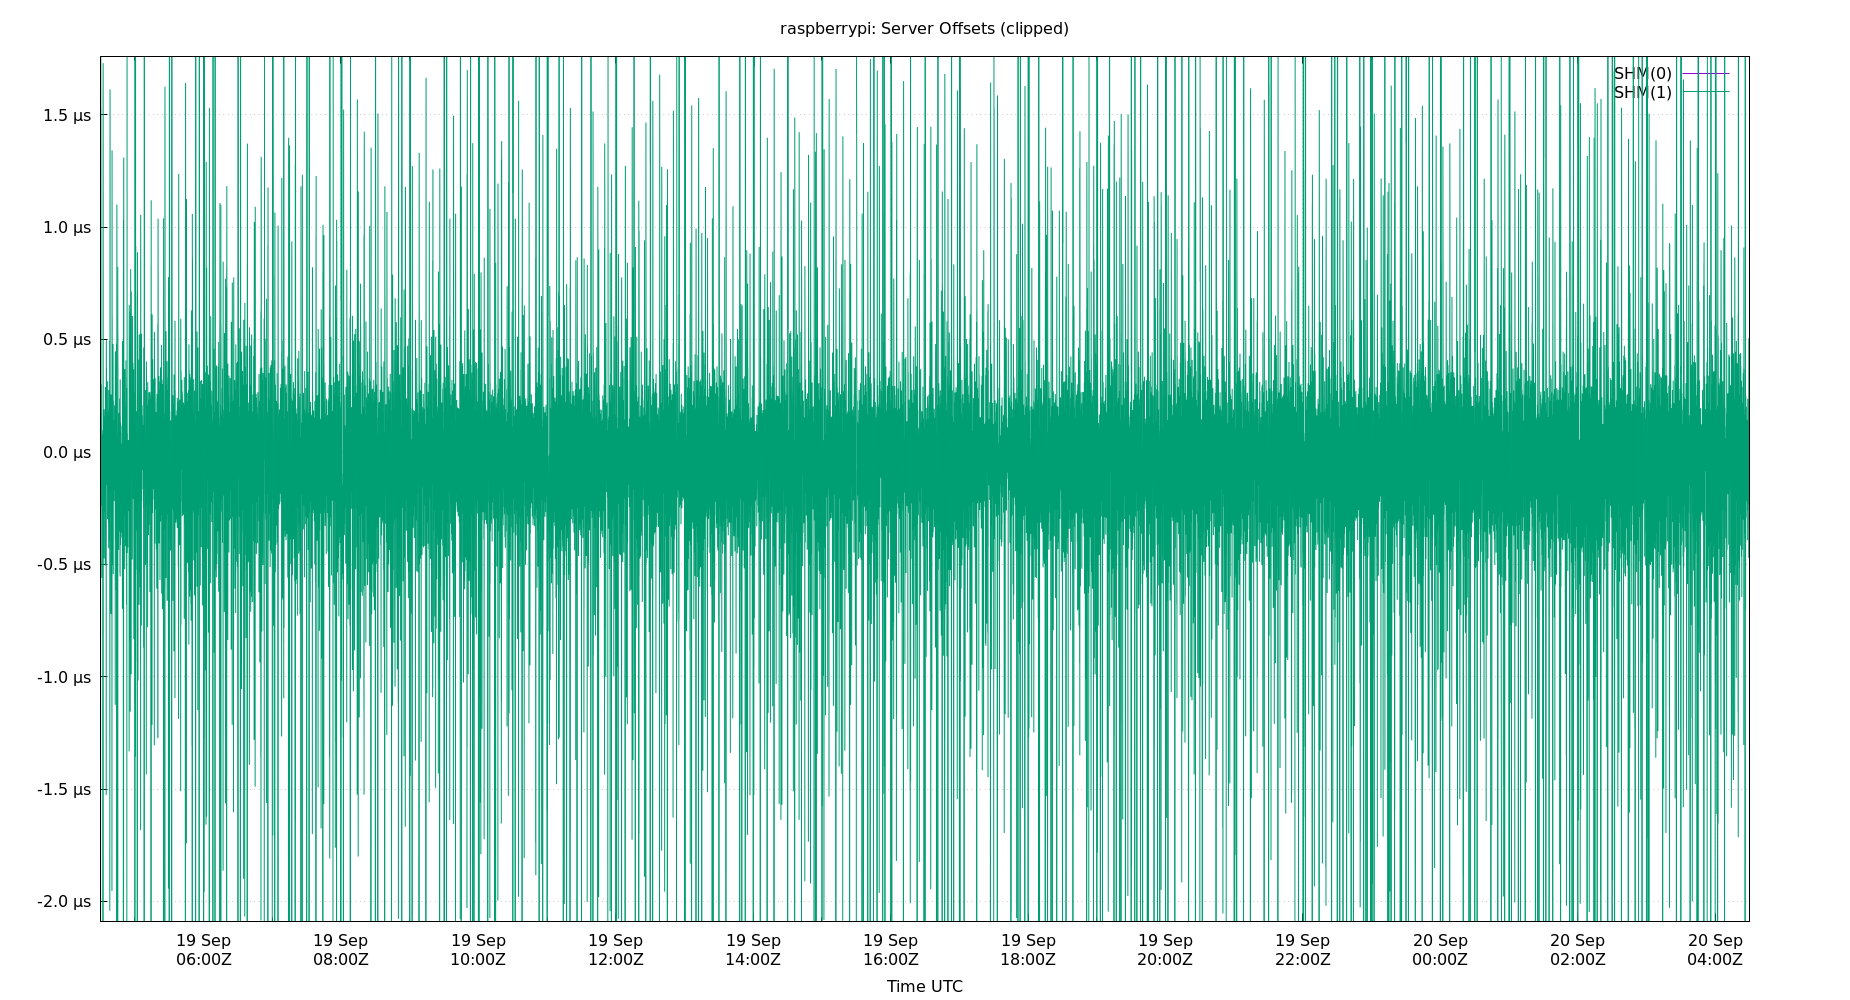 raspberrypi: Server Offsets (clipped)
SHM(0)
SHM(1)
1.5 µs
1.0 µs
0.5 µs
0.0 µs
-0.5 µs
-1.0 µs
-1.5 µs
-2.0 µs
19 Sep 19 Sep 19 Sep 19 Sep 19 Sep 19 Sep 19 Sep 19 Sep 19 Sep 20 Sep 20 Sep 20 Sep
06:00Z 08:00Z 10:00Z 12:00Z 14:00Z 16:00Z 18:00Z 20:00Z 22:00Z 00:00Z 02:00Z 04:00Z
Time UTC